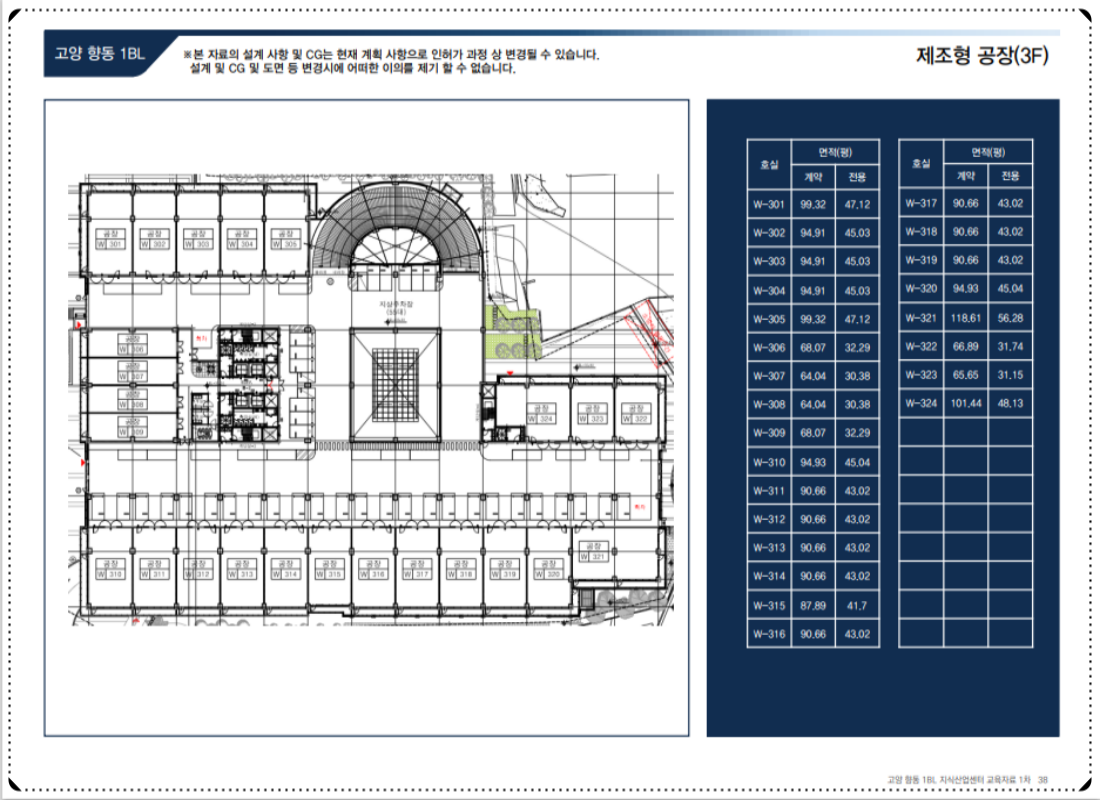 고양 향동 1BL
※본 자료의 설계 사항 및 CG는 현재 계획 사항으로 인허가 과정 상 변경될 수 있습니다.
설계 및 CG 및 도면 등 변경시에 어떠한 이의를 제기 할 수 없습니다.
제조형 공장(3F)
공장 공장 공장 공장 공장
W 301 W 302 W 303 W 304 W 305
지상주차장
(55대)
공장
W 306
공장
W 307
공장
W 308
공장
W 309
공장 공장 공장
W 324 W 323 W 322
공장
W 321
공장 공장 공장 공장 공장 공장 공장 공장 공장 공장 공장
W 310 W 311 W 312 W 313 W 314 W 315 W 316 W 317 W 318 W 319 W 320
호실 면적(평)
계약 전용
W-301 99.32 47.12
W-302 94.91 45.03
W-303 94.91 45.03
W-304 94.91 45.03
W-305 99.32 47.12
W-306 68.07 32.29
W-307 64.04 30.38
W-308 64.04 30.38
W-309 68.07 32.29
W-310 94.93 45.04
W-311 90.66 43.02
W-312 90.66 43.02
W-313 90.66 43.02
W-314 90.66 43.02
W-315 87.89 41.7
W-316 90.66 43.02
호실 면적(평)
계약 전용
W-317 90.66 43.02
W-318 90.66 43.02
W-319 90.66 43.02
W-320 94.93 45.04
W-321 118.61 56.28
W-322 66.89 31.74
W-323 65.65 31.15
W-324 101.44 48.13
고양 향동 1BL 지식산업센터 교육자료 1차 38